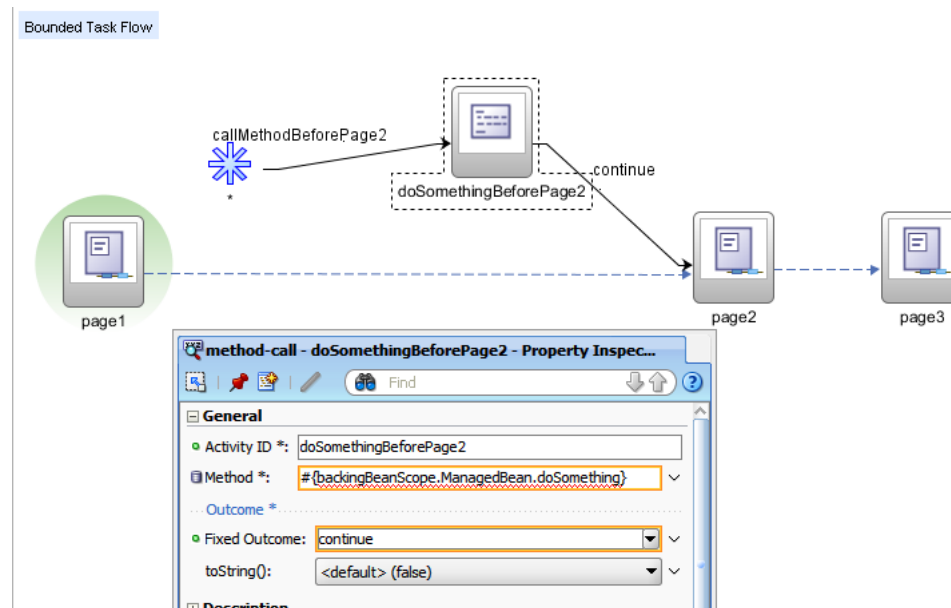 Bounded Task Flow
callMethodBeforePage2
*
continue
doSomethingBeforePage2
page1
page2
page3
method-call - doSomethingBeforePage2 - Property Inspec...
Find
General
Activity ID *: doSomethingBeforePage2
Method *: #{backingBeanScope.ManagedBean.doSomething}
Outcome *
Fixed Outcome: continue
toString(): <default> (false)
Description